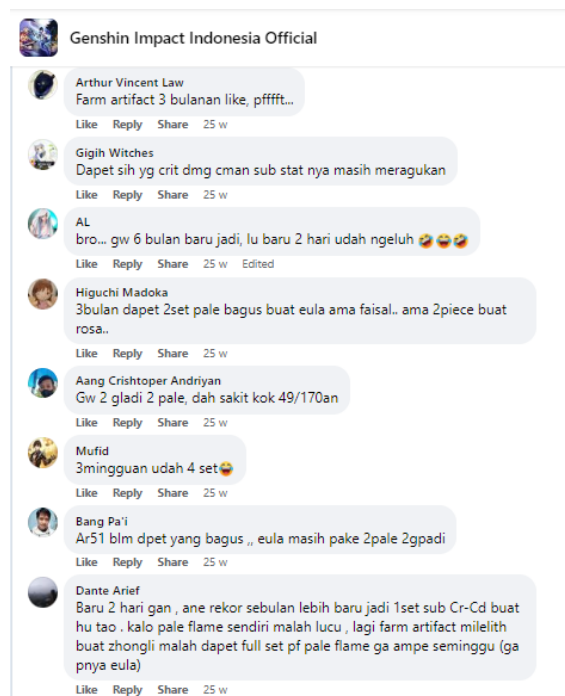 Genshin Impact Indonesia Official
Arthur Vincent Law
Farm artifact 3 bulanan like, pfffft...
Like Reply Share 25 w
Gigih Witches
Dapet sih yg crit dmg cman sub stat nya masih meragukan
Like Reply Share 25 w
AL
bro... gw 6 bulan baru jadi, lu baru 2 hari udah ngeluh 🤣😂🤣
Like Reply Share 25 w Edited
Higuchi Madoka
3bulan dapet 2set pale bagus buat eula ama faisal.. ama 2piece buat
rosa..
Like Reply Share 25 w
Aang Crishtoper Andriyan
Gw 2 gladi 2 pale, dah sakit kok 49/170an
Like Reply Share 25 w
Mufid
3mingguan udah 4 set😂
Like Reply Share 25 w
Bang Pa'i
Ar51 blm dpet yang bagus ,, eula masih pake 2pale 2gpadi
Like Reply Share 25 w
Dante Arief
Baru 2 hari gan , ane rekor sebulan lebih baru jadi 1set sub Cr-Cd buat
hu tao . kalo pale flame sendiri malah lucu , lagi farm artifact milelith
buat zhongli malah dapet full set pf pale flame ga ampe seminggu (ga
pnya eula)
Like Reply Share 25 w